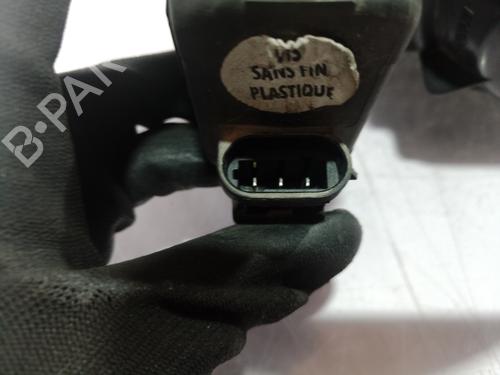 VIS
SANS FIN
PLASTIQUE
B-PAR